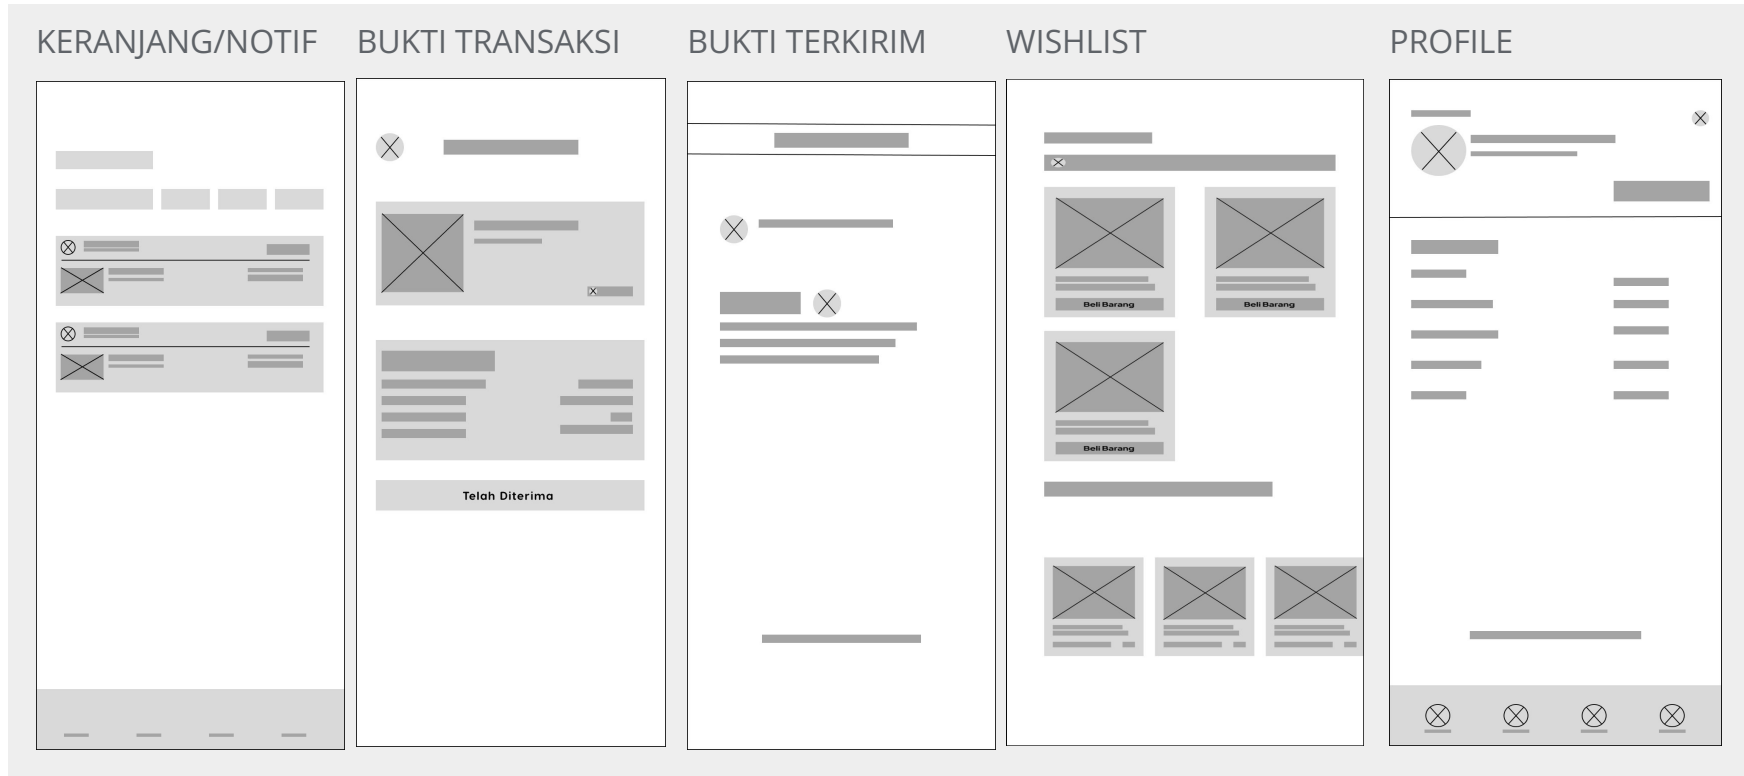 KERANJANG/NOTIF
BUKTI TRANSAKSI
BUKTI TERKIRIM
WISHLIST
PROFILE
Telah Diterima
Beli Barang
Beli Barang
Beli Barang